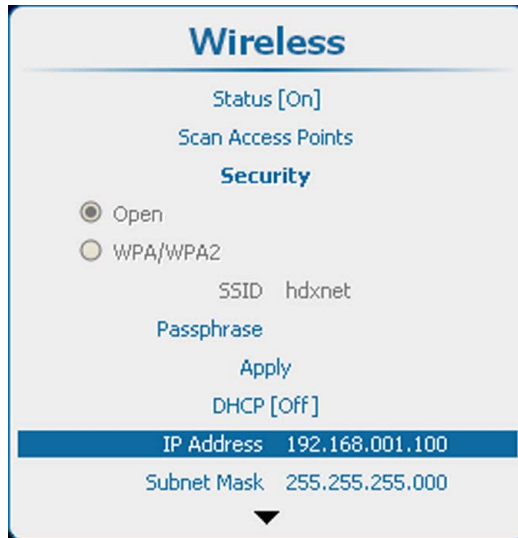 Wireless
Status [On]
Scan Access Points
Security
Open
WPA/WPA2
SSID hdxnet
Passphrase
Apply
DHCP [Off]
IP Address 192.168.001.100
Subnet Mask 255.255.255.000